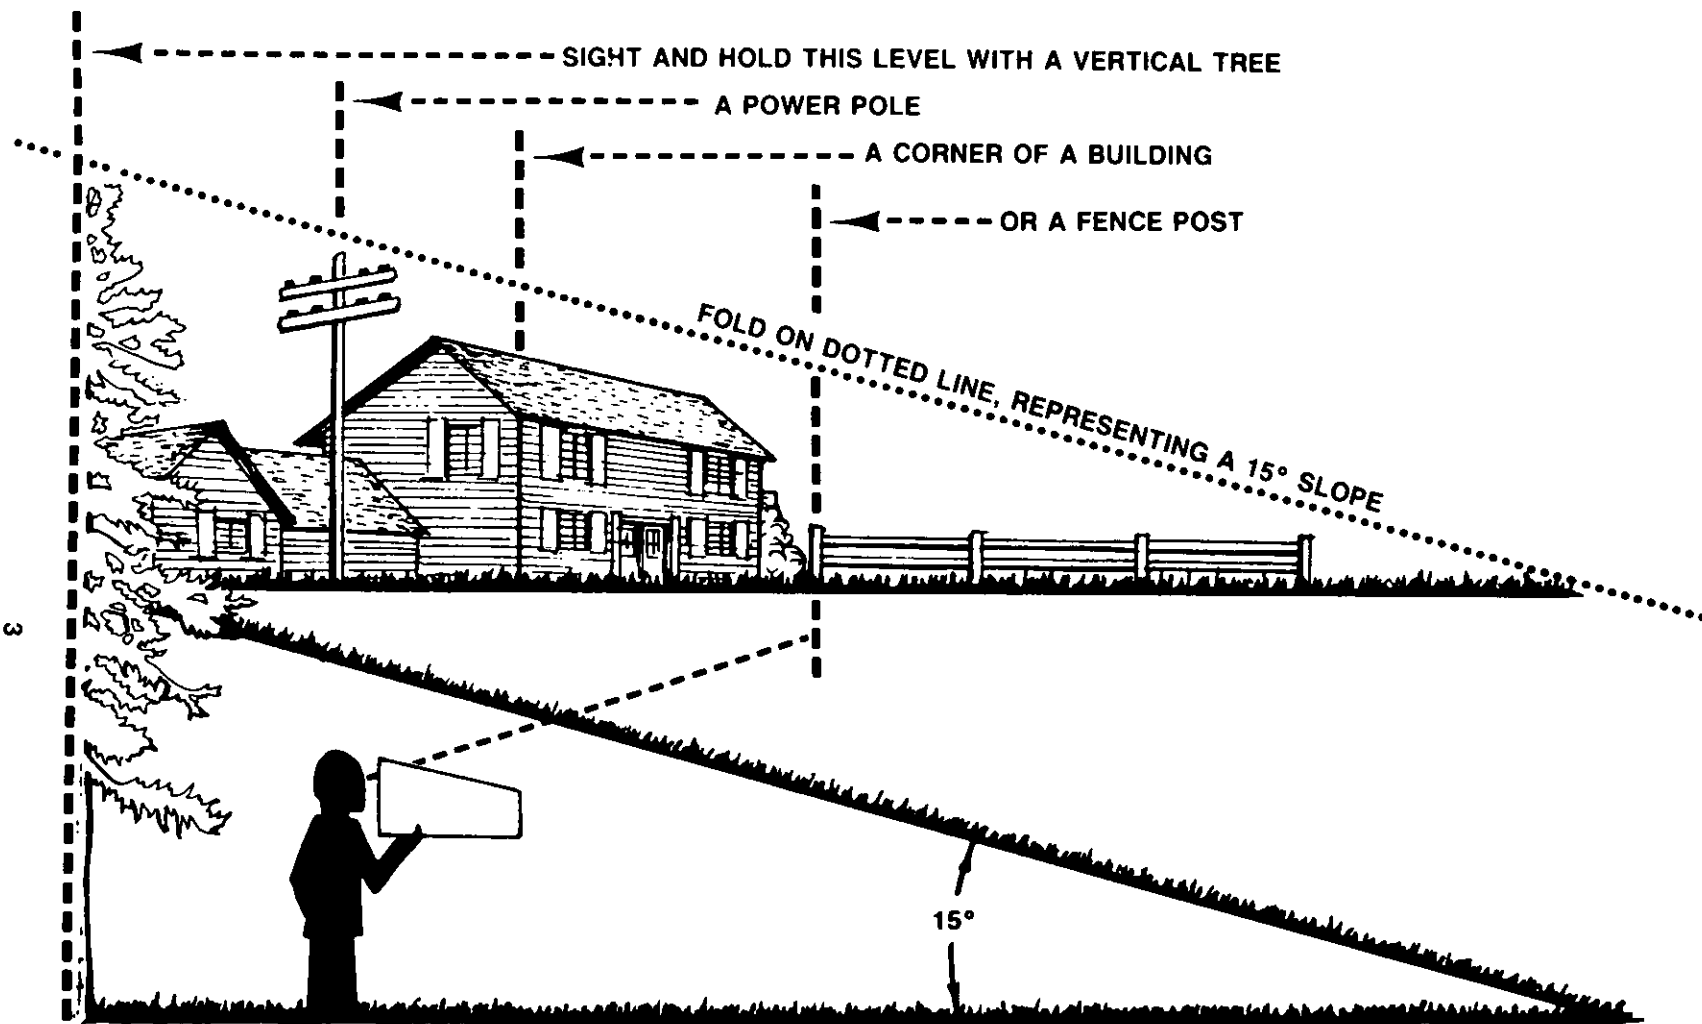 SIGHT AND HOLD THIS LEVEL WITH A VERTICAL TREE
A POWER POLE
A CORNER OF A BUILDING
OR A FENCE POST
FOLD ON DOTTED LINE, REPRESENTING A 15° SLOPE
3
15°